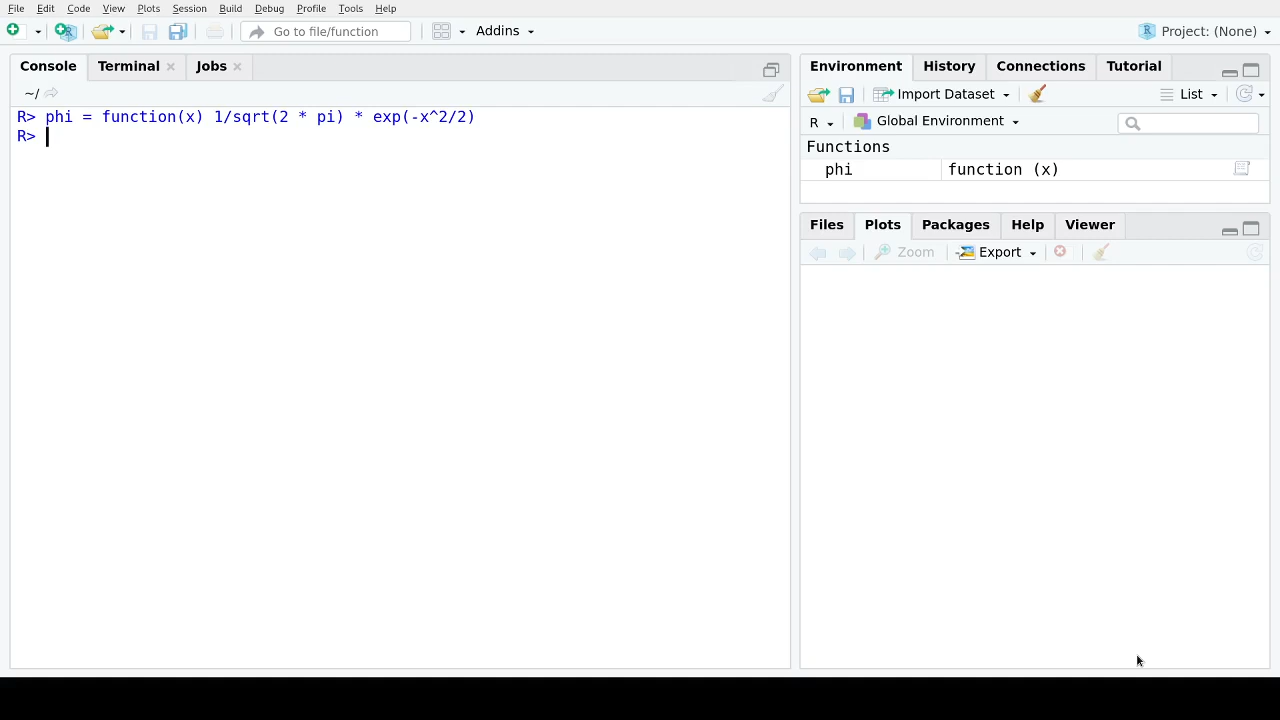 File Edit Code View Plots Session Build Debug Profile Tools Help
Go to file/function Addins Project: (None)
Console Terminal Jobs
~/
R> phi = function(x) 1/sqrt(2 * pi) * exp(-x^2/2)
R>
Environment History Connections Tutorial
Import Dataset List
R Global Environment
Functions
phi function (x)
Files Plots Packages Help Viewer
Zoom Export